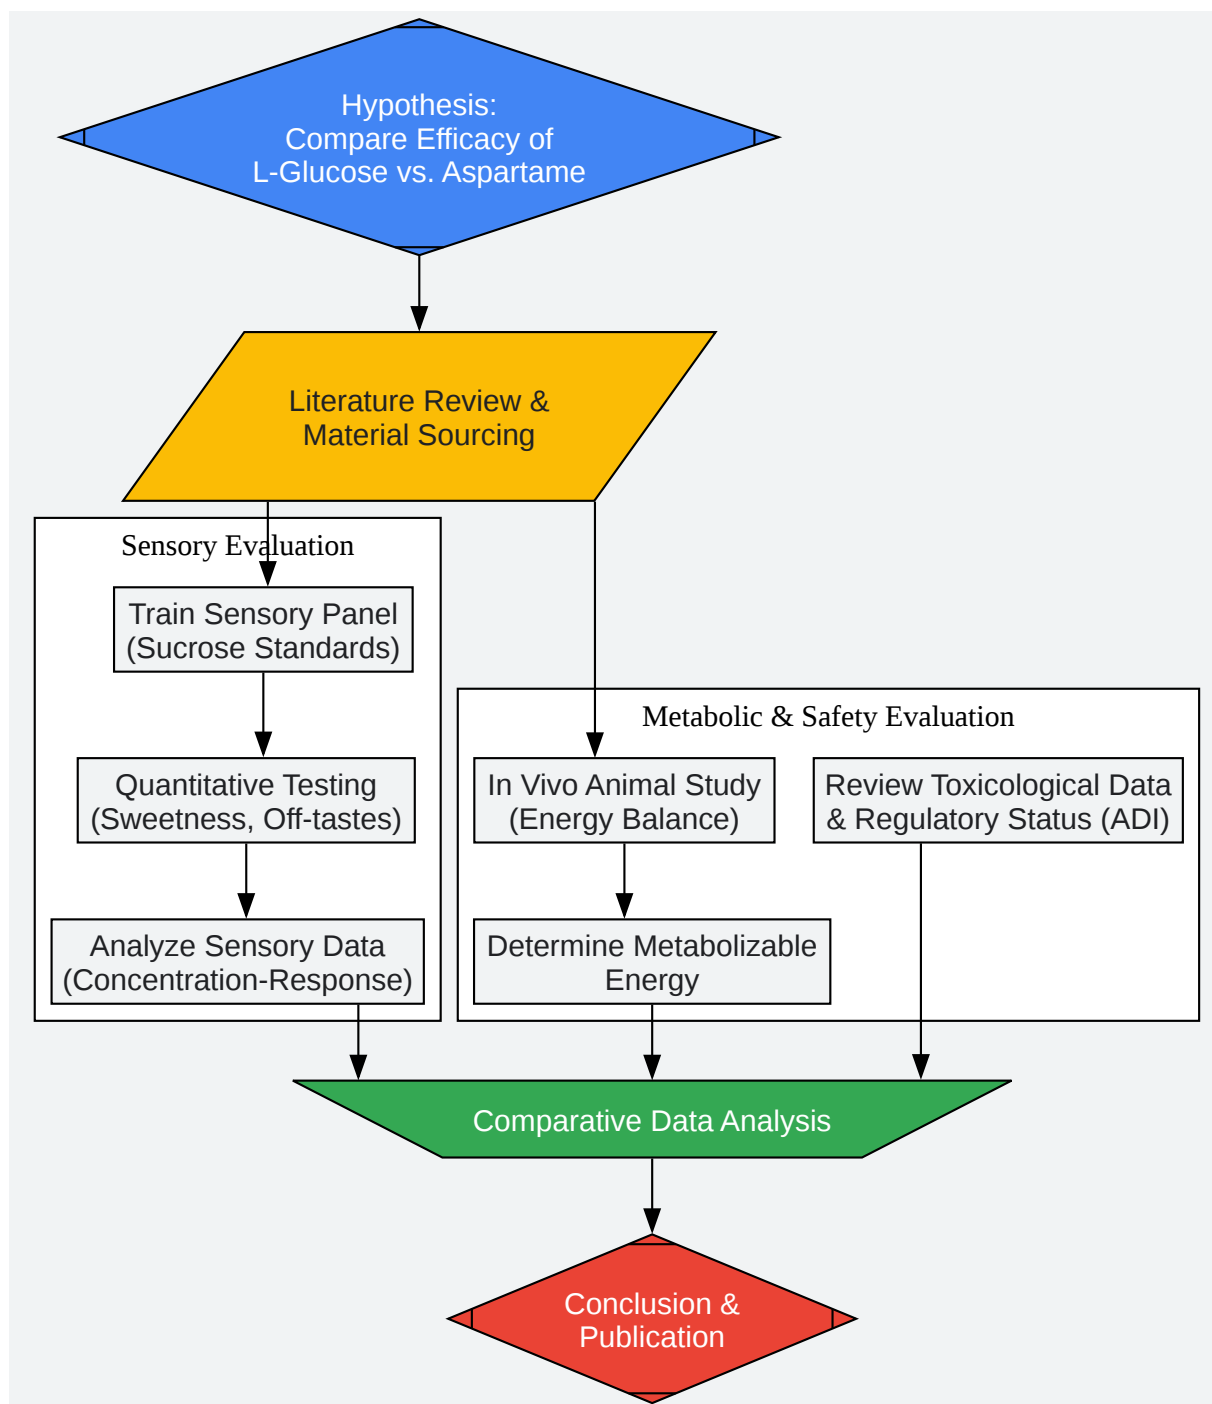 Hypothesis:
Compare Efficacy of
L-Glucose vs. Aspartame
Literature Review &
Material Sourcing
Sensory Evaluation
Train Sensory Panel
(Sucrose Standards)
Quantitative Testing
(Sweetness, Off-tastes)
Analyze Sensory Data
(Concentration-Response)
Metabolic & Safety Evaluation
In Vivo Animal Study
(Energy Balance)
Review Toxicological Data
& Regulatory Status (ADI)
Determine Metabolizable
Energy
Comparative Data Analysis
Conclusion &
Publication